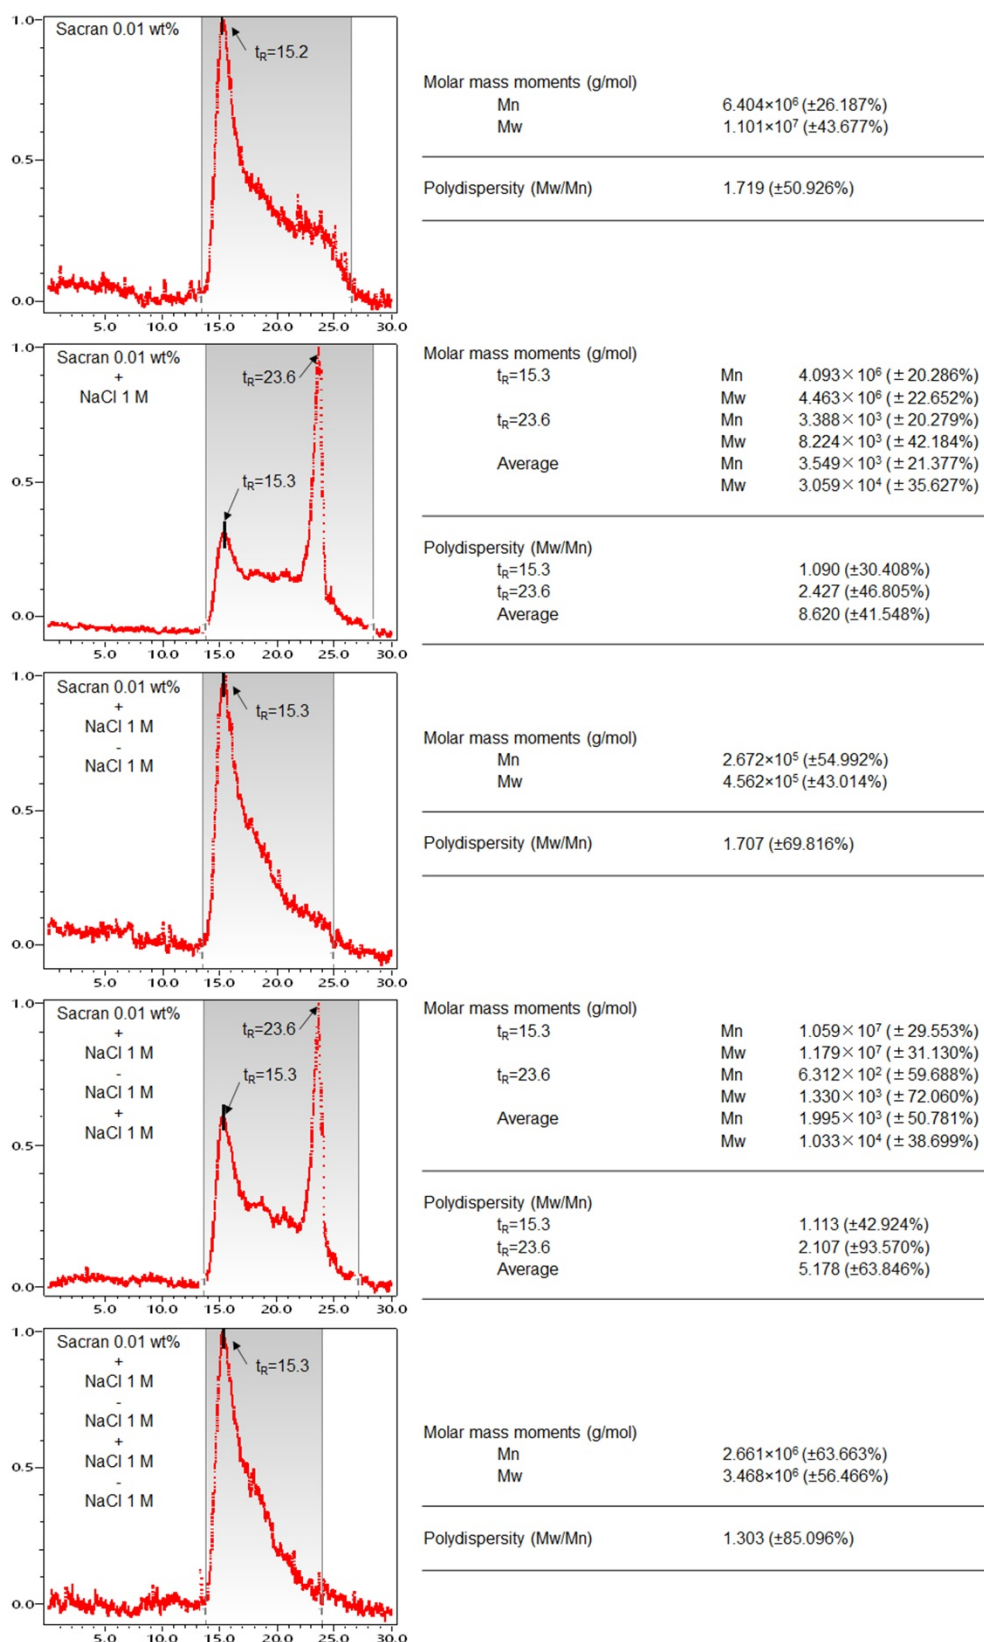 1.0
Sacran 0.01 wt%
tR=15.2
0.5
0.0
5.0 10.0 15.0 20.0 25.0 30.0
Molar mass moments (g/mol)
Mn 6.404×10⁶ (±26.187%)
Mw 1.101×10⁷ (±43.677%)
Polydispersity (Mw/Mn) 1.719 (±50.926%)
1.0
Sacran 0.01 wt%
+
NaCl 1 M
tR=23.6
tR=15.3
0.5
0.0
5.0 10.0 15.0 20.0 25.0 30.0
Molar mass moments (g/mol)
tR=15.3 Mn 4.093×10⁶ (±20.286%)
Mw 4.463×10⁶ (±22.652%)
tR=23.6 Mn 3.388×10³ (±20.279%)
Mw 8.224×10³ (±42.184%)
Average Mn 3.549×10³ (±21.377%)
Mw 3.059×10⁴ (±35.627%)
Polydispersity (Mw/Mn)
tR=15.3 1.090 (±30.408%)
tR=23.6 2.427 (±46.805%)
Average 8.620 (±41.548%)
1.0
Sacran 0.01 wt%
+
NaCl 1 M
-
NaCl 1 M
tR=15.3
0.5
0.0
5.0 10.0 15.0 20.0 25.0 30.0
Molar mass moments (g/mol)
Mn 2.672×10⁵ (±54.992%)
Mw 4.562×10⁵ (±43.014%)
Polydispersity (Mw/Mn) 1.707 (±69.816%)
1.0
Sacran 0.01 wt%
+
NaCl 1 M
-
NaCl 1 M
+
NaCl 1 M
tR=23.6
tR=15.3
0.5
0.0
5.0 10.0 15.0 20.0 25.0 30.0
Molar mass moments (g/mol)
tR=15.3 Mn 1.059×10⁷ (±29.553%)
Mw 1.179×10⁷ (±31.130%)
tR=23.6 Mn 6.312×10² (±59.688%)
Mw 1.330×10³ (±72.060%)
Average Mn 1.995×10³ (±50.781%)
Mw 1.033×10⁴ (±38.699%)
Polydispersity (Mw/Mn)
tR=15.3 1.113 (±42.924%)
tR=23.6 2.107 (±93.570%)
Average 5.178 (±63.846%)
1.0
Sacran 0.01 wt%
+
NaCl 1 M
-
NaCl 1 M
+
NaCl 1 M
-
NaCl 1 M
tR=15.3
0.5
0.0
5.0 10.0 15.0 20.0 25.0 30.0
Molar mass moments (g/mol)
Mn 2.661×10⁶ (±63.663%)
Mw 3.468×10⁶ (±56.466%)
Polydispersity (Mw/Mn) 1.303 (±85.096%)